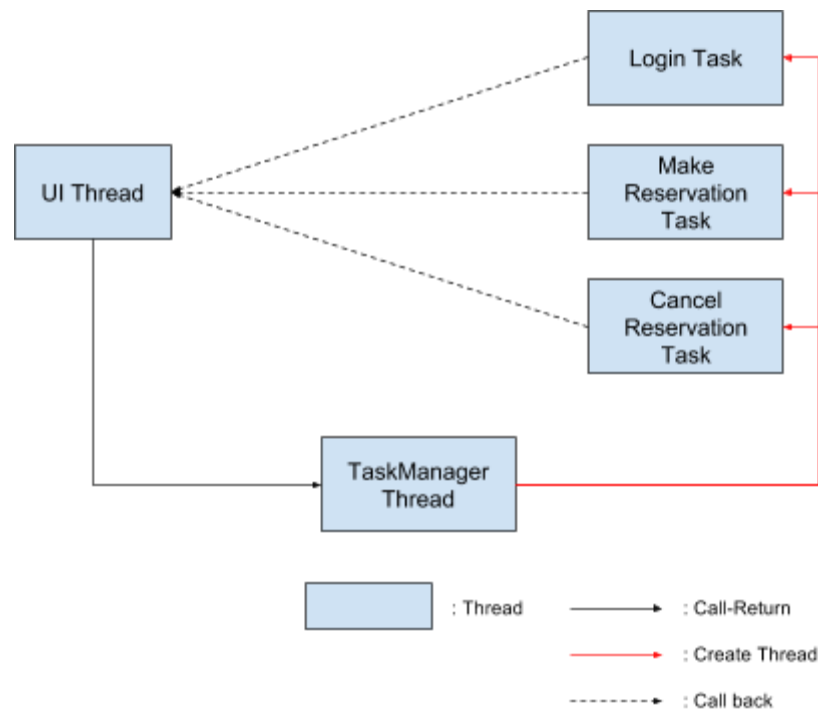 Login Task
UI Thread
Make
Reservation
Task
Cancel
Reservation
Task
TaskManager
Thread
: Thread
: Call-Return
: Create Thread
: Call back